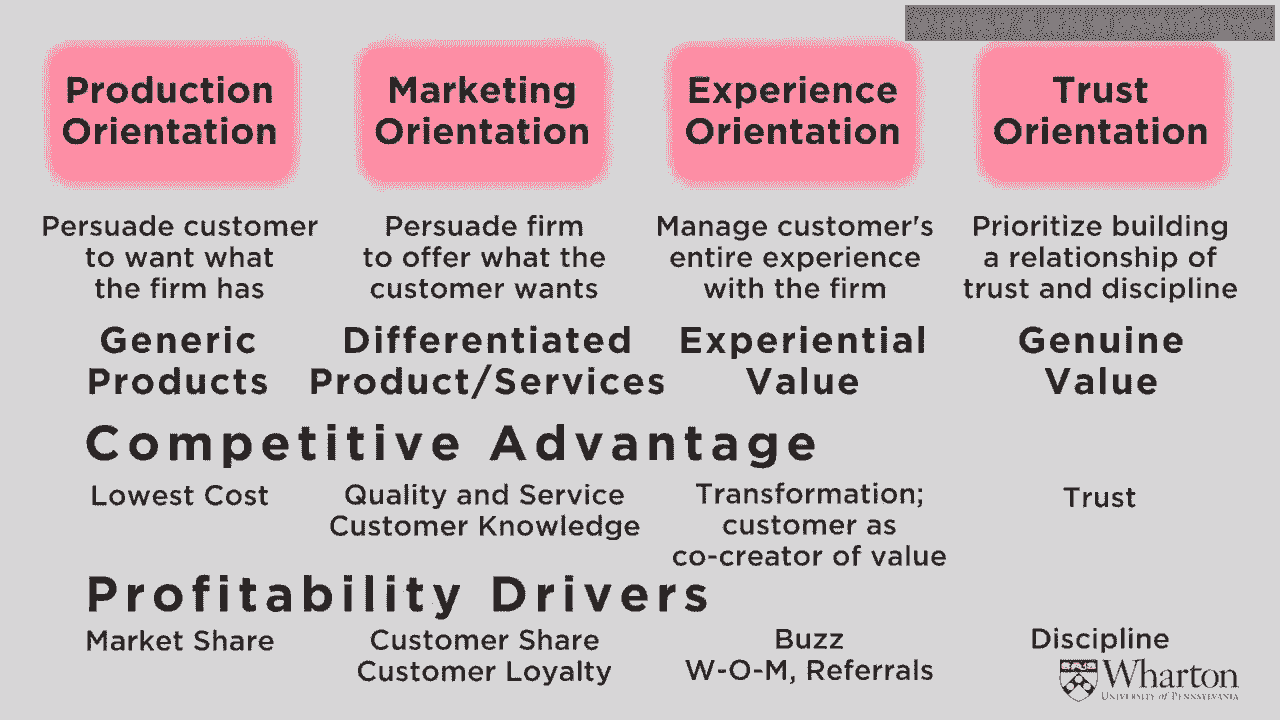 Production
Orientation
Marketing
Orientation
Experience
Orientation
Trust
Orientation
Persuade customer
to want what
the firm has
Persuade firm
to offer what the
customer wants
Manage customer's
entire experience
with the firm
Prioritize building
a relationship of
trust and discipline
Generic
Products
Differentiated
Product/Services
Experiential
Value
Genuine
Value
Competitive Advantage
Lowest Cost
Quality and Service
Customer Knowledge
Transformation;
customer as
co-creator of value
Trust
Profitability Drivers
Market Share
Customer Share
Customer Loyalty
Buzz
W-O-M, Referrals
Discipline
Wharton
University of Pennsylvania